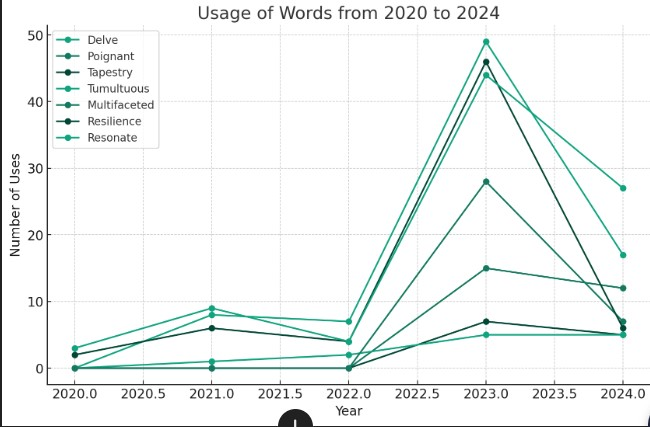 Usage of Words from 2020 to 2024
50
40
30
20
10
0
Number of Uses
Delve
Poignant
Tapestry
Tumultuous
Multifaceted
Resilience
Resonate
2020.0 2020.5 2021.0 2021.5 2022.0 2022.5 2023.0 2023.5 2024.0
Year